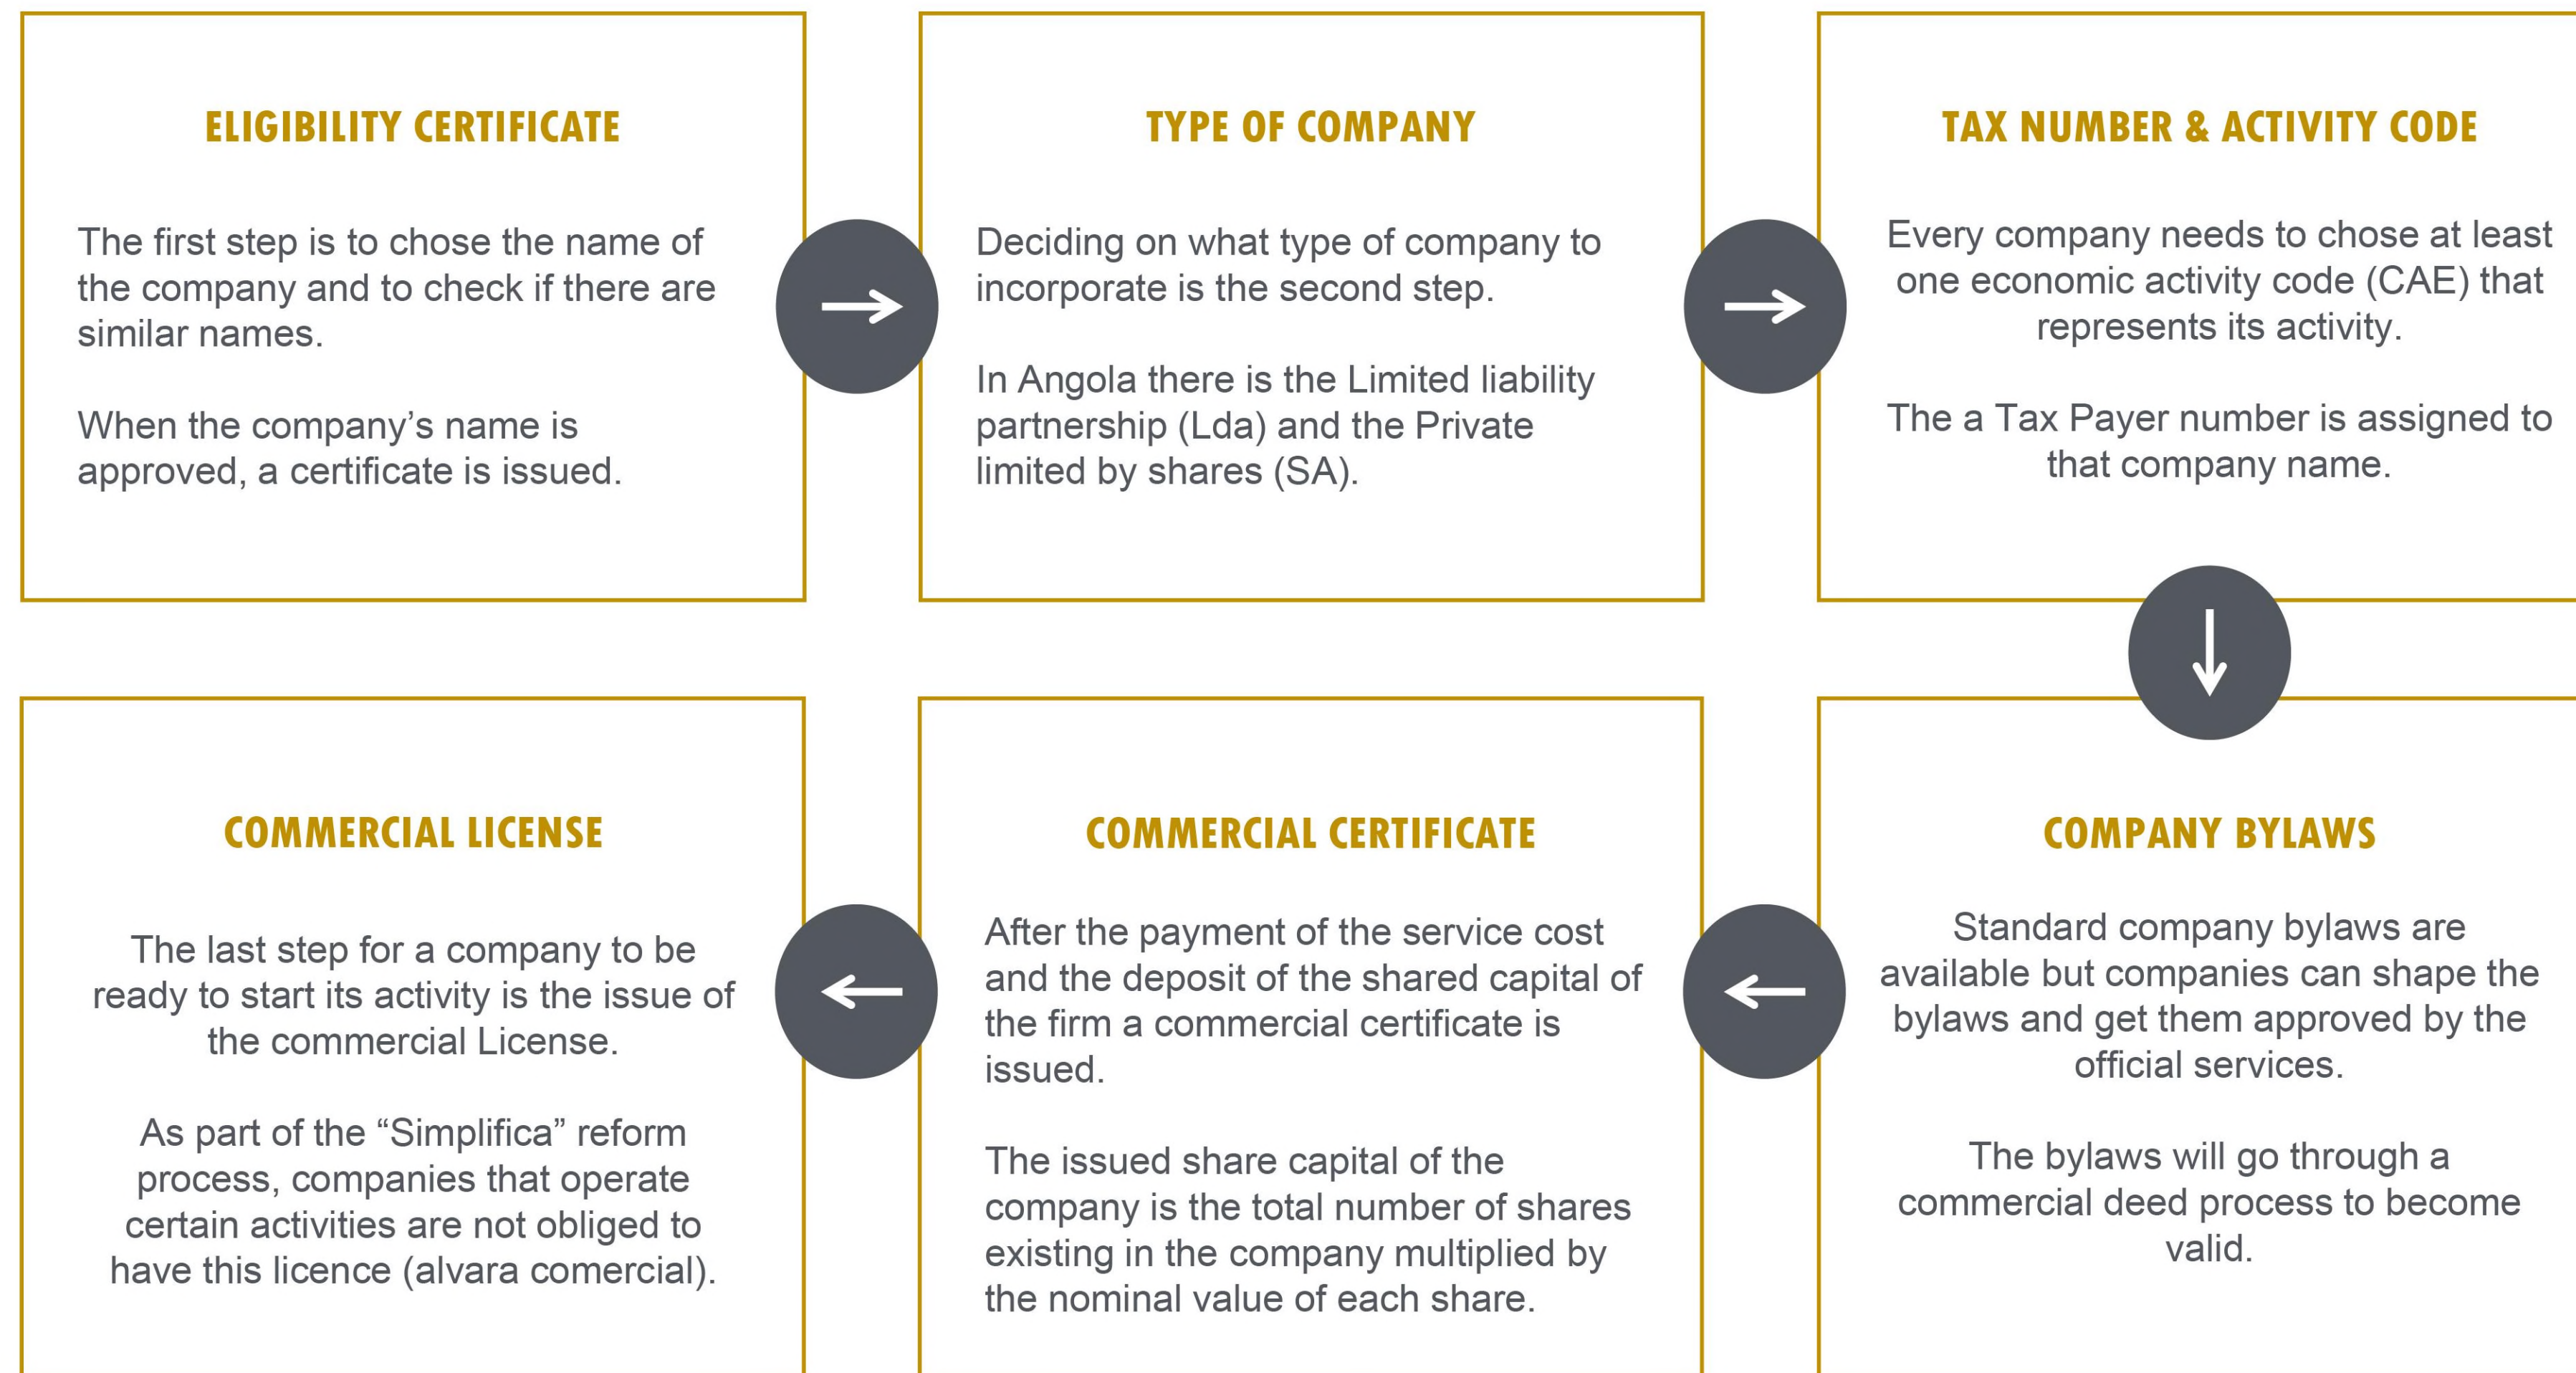 ELIGIBILITY CERTIFICATE
The first step is to chose the name of
the company and to check if there are
similar names.
When the company’s name is
approved, a certificate is issued.
TYPE OF COMPANY
Deciding on what type of company to
incorporate is the second step.
In Angola there is the Limited liability
partnership (Lda) and the Private
limited by shares (SA).
TAX NUMBER & ACTIVITY CODE
Every company needs to chose at least
one economic activity code (CAE) that
represents its activity.
The a Tax Payer number is assigned to
that company name.
COMPANY BYLAWS
Standard company bylaws are
available but companies can shape the
bylaws and get them approved by the
official services.
The bylaws will go through a
commercial deed process to become
valid.
COMMERCIAL CERTIFICATE
After the payment of the service cost
and the deposit of the shared capital of
the firm a commercial certificate is
issued.
The issued share capital of the
company is the total number of shares
existing in the company multiplied by
the nominal value of each share.
COMMERCIAL LICENSE
The last step for a company to be
ready to start its activity is the issue of
the commercial License.
As part of the “Simplifica” reform
process, companies that operate
certain activities are not obliged to
have this licence (alvara comercial).